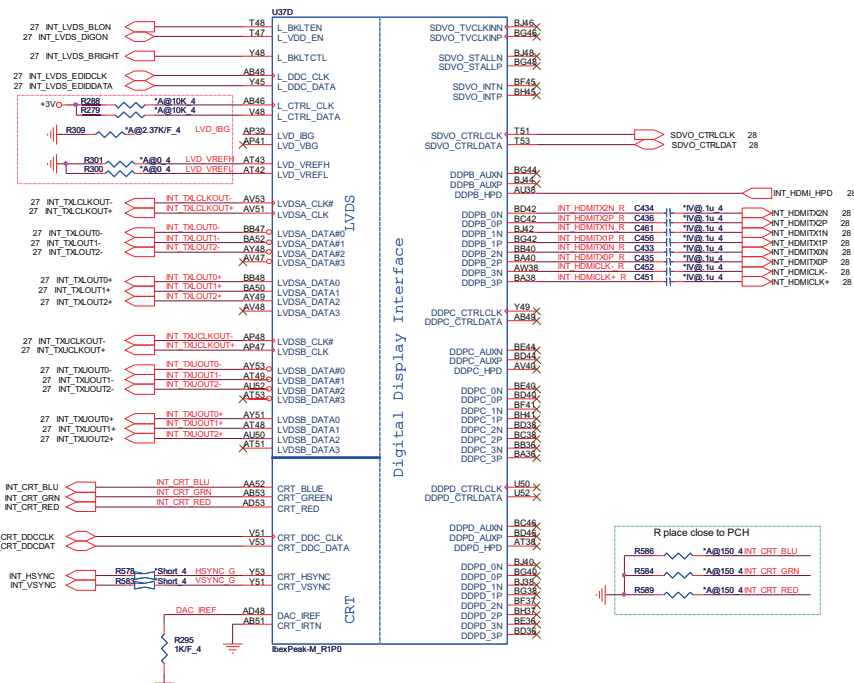 U37D
27 INT_LVDS_BLON T48 L_BKLTEN
27 INT_LVDS_DIGON T47 L_VDD_EN
27 INT_LVDS_BRIGHT Y48 L_BKLTCTL
27 INT_LVDS_EDIDCLK AB48 L_DDC_CLK
27 INT_LVDS_EDIDDATA Y45 L_DDC_DATA
+3V R288 *A@10K_4 AB46 L_CTRL_CLK
R279 *A@10K_4 V48 L_CTRL_DATA
R309 *A@2.37K/F_4 LVD_IBG AP39 LVD_IBG
AP41 LVD_VBG
R301 *A@0_4 LVD_VREFH AT43 LVD_VREFH
R300 *A@0_4 LVD_VREFL AT42 LVD_VREFL
27 INT_TXLCLKOUT- INT_TXLCLKOUT- AV53 LVDSA_CLK#
27 INT_TXLCLKOUT+ INT_TXLCLKOUT+ AV51 LVDSA_CLK
27 INT_TXLOUT0- INT_TXLOUT0- BB47 LVDSA_DATA#0
27 INT_TXLOUT1- INT_TXLOUT1- BA52 LVDSA_DATA#1
27 INT_TXLOUT2- INT_TXLOUT2- AY48 LVDSA_DATA#2
AV47 LVDSA_DATA#3
27 INT_TXLOUT0+ INT_TXLOUT0+ BB48 LVDSA_DATA0
27 INT_TXLOUT1+ INT_TXLOUT1+ BA50 LVDSA_DATA1
27 INT_TXLOUT2+ INT_TXLOUT2+ AY49 LVDSA_DATA2
AV48 LVDSA_DATA3
27 INT_TXUCLKOUT- INT_TXUCLKOUT- AP48 LVDSB_CLK#
27 INT_TXUCLKOUT+ INT_TXUCLKOUT+ AP47 LVDSB_CLK
27 INT_TXUOUT0- INT_TXUOUT0- AY53 LVDSB_DATA#0
27 INT_TXUOUT1- INT_TXUOUT1- AT49 LVDSB_DATA#1
27 INT_TXUOUT2- INT_TXUOUT2- AU52 LVDSB_DATA#2
AT53 LVDSB_DATA#3
27 INT_TXUOUT0+ INT_TXUOUT0+ AY51 LVDSB_DATA0
27 INT_TXUOUT1+ INT_TXUOUT1+ AT48 LVDSB_DATA1
27 INT_TXUOUT2+ INT_TXUOUT2+ AU50 LVDSB_DATA2
AT51 LVDSB_DATA3
INT_CRT_BLU INT_CRT_BLU AA52 CRT_BLUE
INT_CRT_GRN INT_CRT_GRN AB53 CRT_GREEN
INT_CRT_RED INT_CRT_RED AD53 CRT_RED
CRT_DDCCLK V51 CRT_DDC_CLK
CRT_DDCDAT V53 CRT_DDC_DATA
INT_HSYNC R578 *Short_4 HSYNC_G Y53 CRT_HSYNC
INT_VSYNC R583 *Short_4 VSYNC_G Y51 CRT_VSYNC
DAC_IREF AD48 DAC_IREF
AB51 CRT_IRTN
R295
1K/F_4
LVDS
CRT
Digital Display Interface
IbexPeak-M_R1P0
SDVO_TVCLKINN BJ46
SDVO_TVCLKINP BG46
SDVO_STALLN BJ48
SDVO_STALLP BG48
SDVO_INTN BF45
SDVO_INTP BH45
SDVO_CTRLCLK T51 SDVO_CTRLCLK 28
SDVO_CTRLDATA T53 SDVO_CTRLDAT 28
DDPB_AUXN BG44
DDPB_AUXP BJ44
DDPB_HPD AU38 INT_HDMI_HPD 28
DDPB_0N BD42 INT_HDMITX2N_R C434 *IV@.1u_4 INT_HDMITX2N 28
DDPB_0P BC42 INT_HDMITX2P_R C436 *IV@.1u_4 INT_HDMITX2P 28
DDPB_1N BJ42 INT_HDMITX1N_R C461 *IV@.1u_4 INT_HDMITX1N 28
DDPB_1P BG42 INT_HDMITX1P_R C456 *IV@.1u_4 INT_HDMITX1P 28
DDPB_2N BB40 INT_HDMITX0N_R C433 *IV@.1u_4 INT_HDMITX0N 28
DDPB_2P BA40 INT_HDMITX0P_R C435 *IV@.1u_4 INT_HDMITX0P 28
DDPB_3N AW38 INT_HDMICLK-_R C452 *IV@.1u_4 INT_HDMICLK- 28
DDPB_3P BA38 INT_HDMICLK+_R C451 *IV@.1u_4 INT_HDMICLK+ 28
DDPC_CTRLCLK Y49
DDPC_CTRLDATA AB49
DDPC_AUXN BE44
DDPC_AUXP BD44
DDPC_HPD AV40
DDPC_0N BE40
DDPC_0P BD40
DDPC_1N BF41
DDPC_1P BH41
DDPC_2N BD38
DDPC_2P BC38
DDPC_3N BB36
DDPC_3P BA36
DDPD_CTRLCLK U50
DDPD_CTRLDATA U52
DDPD_AUXN BC46
DDPD_AUXP BD46
DDPD_HPD AT38
DDPD_0N BJ40
DDPD_0P BG40
DDPD_1N BJ38
DDPD_1P BG38
DDPD_2N BF37
DDPD_2P BH37
DDPD_3N BE36
DDPD_3P BD36
R place close to PCH
R586 *A@150_4 INT_CRT_BLU
R584 *A@150_4 INT_CRT_GRN
R589 *A@150_4 INT_CRT_RED